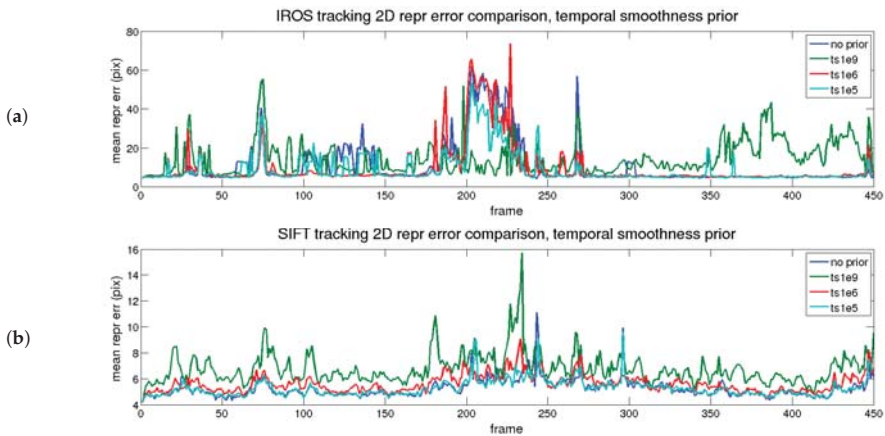 IROS tracking 2D repr error comparison, temporal smoothness prior
(a)
mean repr err (pix)
80
60
40
20
0
no prior
ts1e9
ts1e6
ts1e5
0 50 100 150 200 250 300 350 400 450
frame
SIFT tracking 2D repr error comparison, temporal smoothness prior
(b)
mean repr err (pix)
16
14
12
10
8
6
4
no prior
ts1e9
ts1e6
ts1e5
0 50 100 150 200 250 300 350 400 450
frame